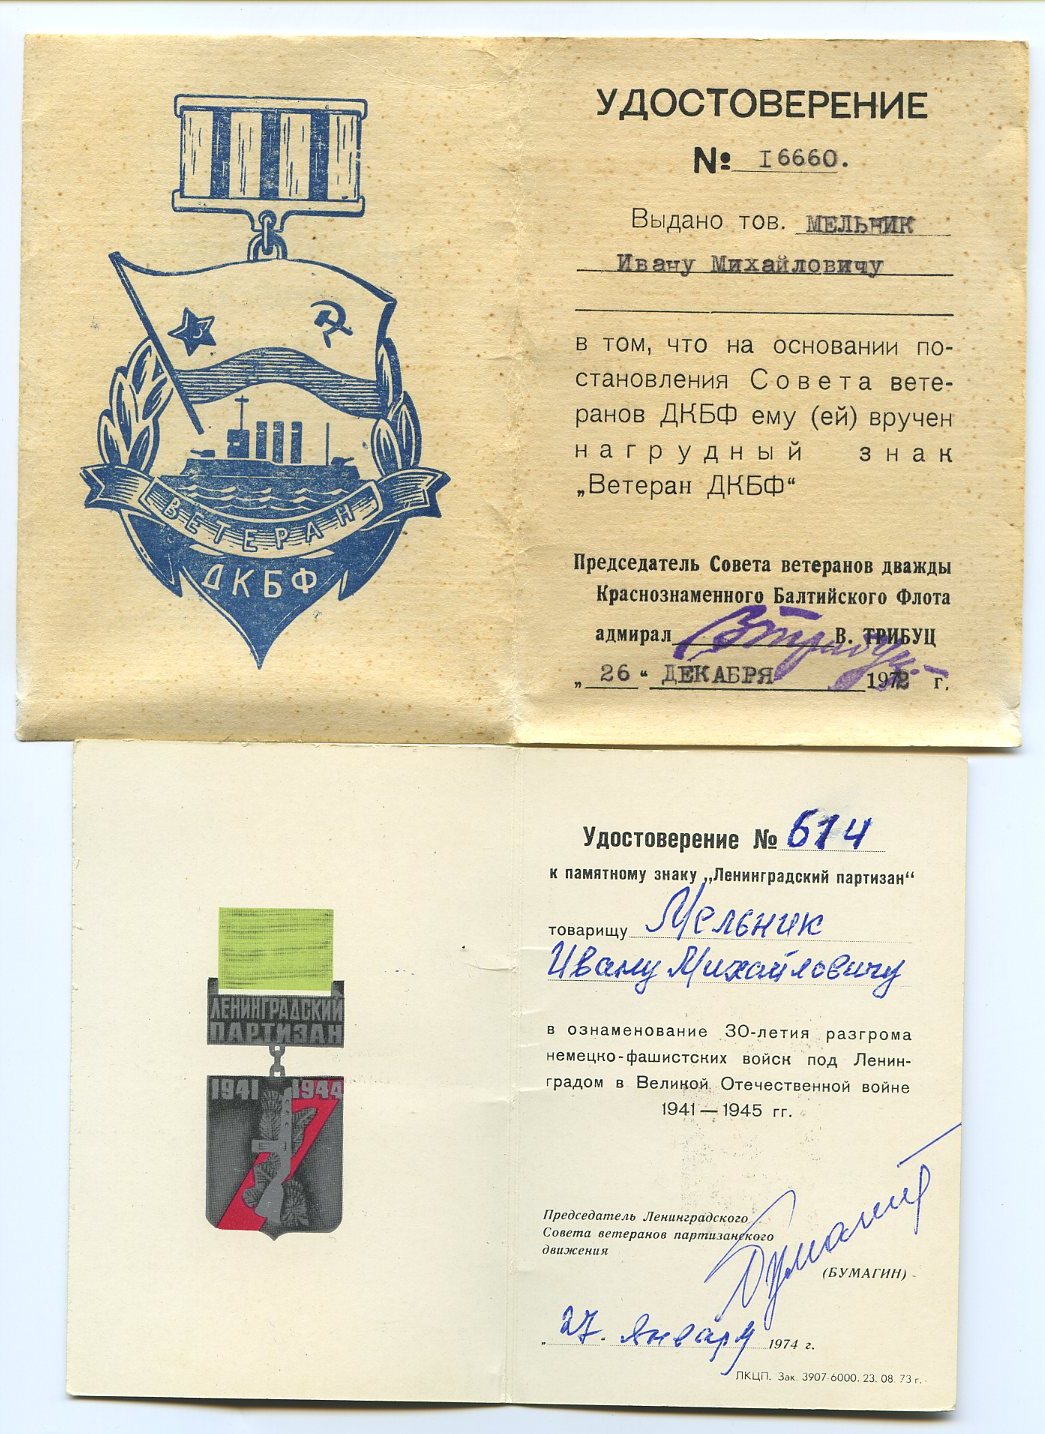 ВЕТЕРАН
ДКБФ
УДОСТОВЕРЕНИЕ
№ I6660.
Выдано тов. МЕЛЬНИК
Ивану Михайловичу
в том, что на основании по-
становления Совета вете-
ранов ДКБФ ему (ей) вручен
нагрудный знак
„Ветеран ДКБФ“
Председатель Совета ветеранов дважды
Краснознаменного Балтийского Флота
адмирал В. ТРИБУЦ
„ 26 “ ДЕКАБРЯ 1972 г.
ЛЕНИНГРАДСКИЙ
ПАРТИЗАН
1941 1944
Удостоверение № 614
к памятному знаку „Ленинградский партизан“
товарищу Мельник
Ивану Михайловичу
в ознаменование 30-летия разгрома
немецко-фашистских войск под Ленин-
градом в Великой Отечественной войне
1941 — 1945 гг.
Председатель Ленинградского
Совета ветеранов партизанского
движения
(БУМАГИН)
„ 27 - января 1974 г.
ЛКЦП. Зак. 3907-6000. 23. 08. 73 г.